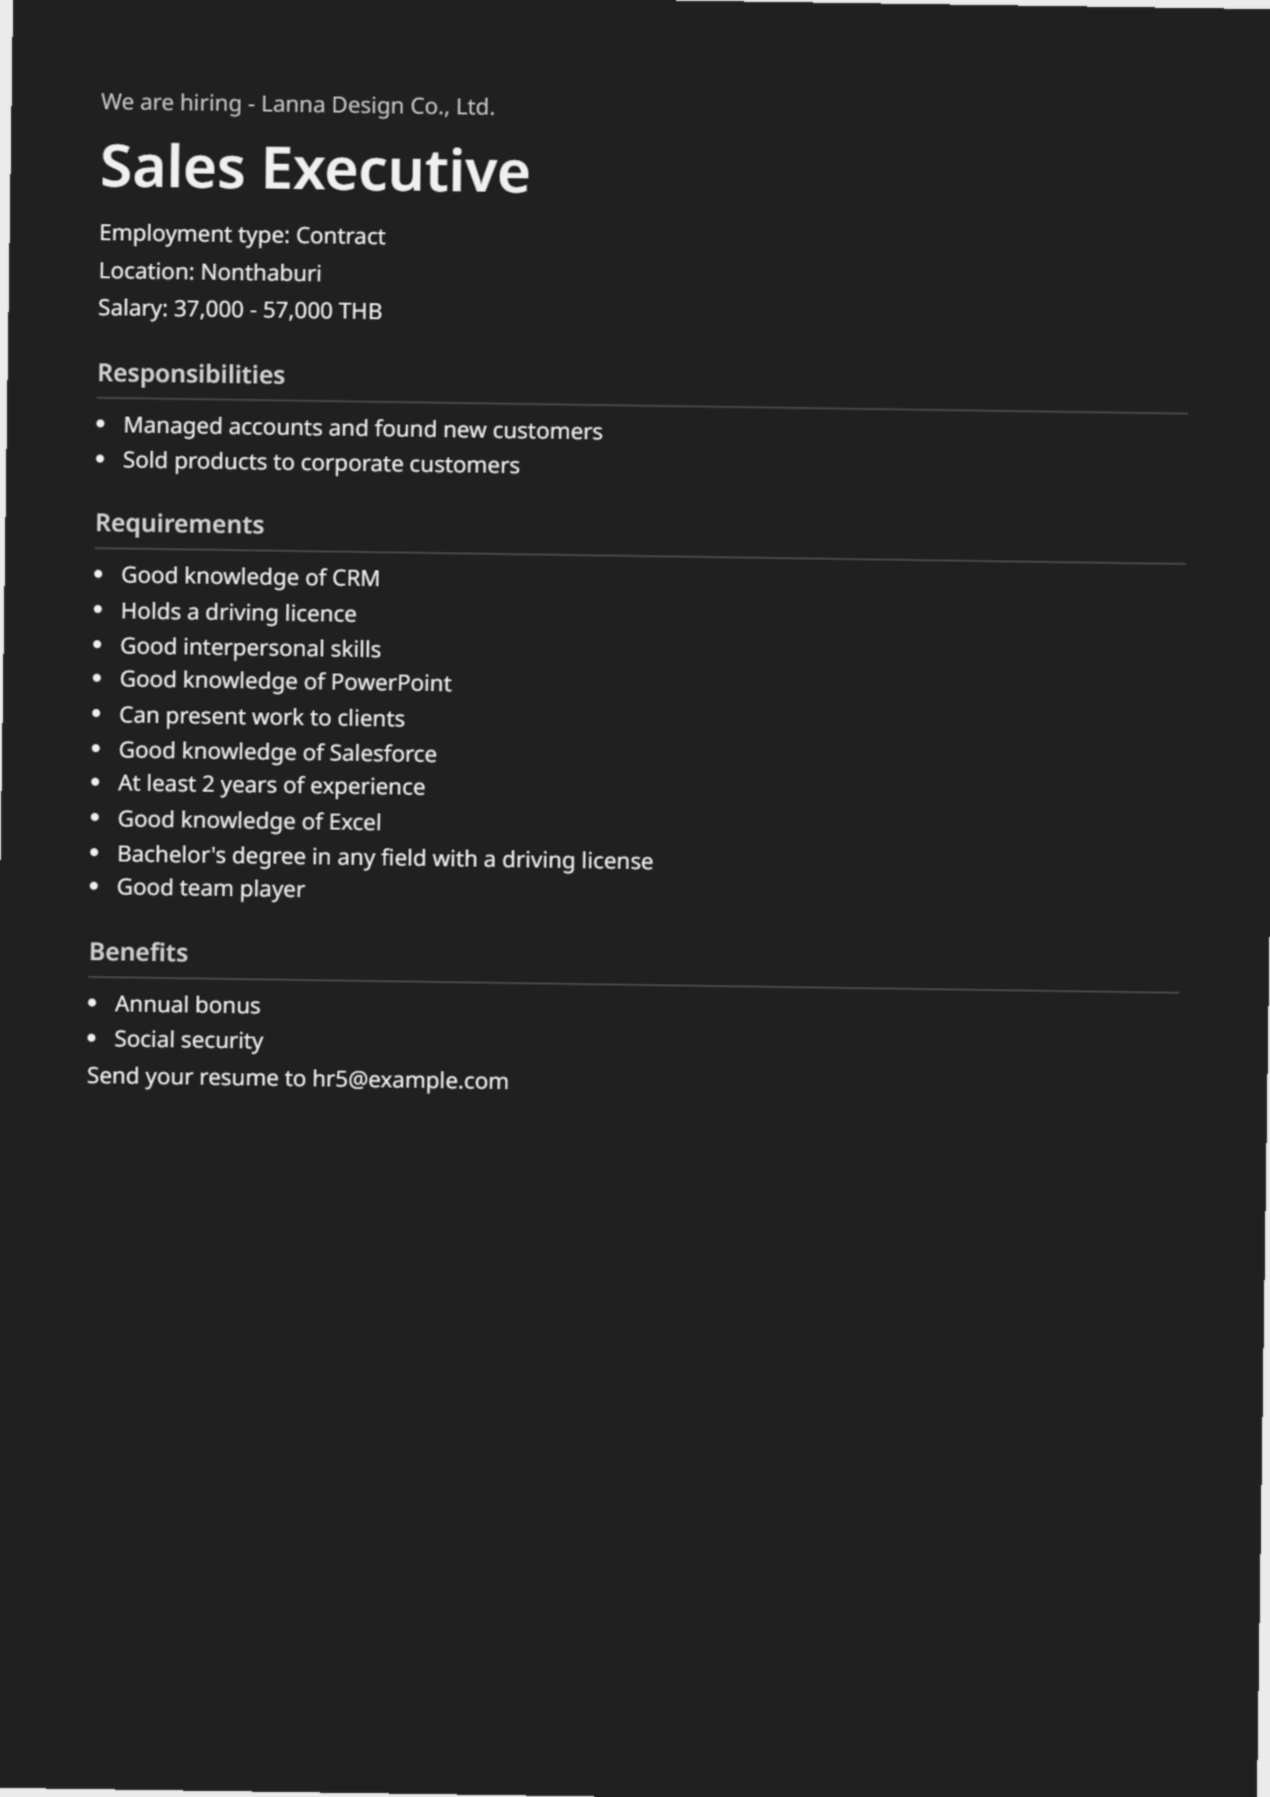 We are hiring - Lanna Design Co., Ltd.
Sales Executive
Employment type: Contract
Location: Nonthaburi
Salary: 37,000 - 57,000 THB
Responsibilities
• Managed accounts and found new customers
• Sold products to corporate customers
Requirements
• Good knowledge of CRM
• Holds a driving licence
• Good interpersonal skills
• Good knowledge of PowerPoint
• Can present work to clients
• Good knowledge of Salesforce
• At least 2 years of experience
• Good knowledge of Excel
• Bachelor's degree in any field with a driving license
• Good team player
Benefits
• Annual bonus
• Social security
Send your resume to hr5@example.com